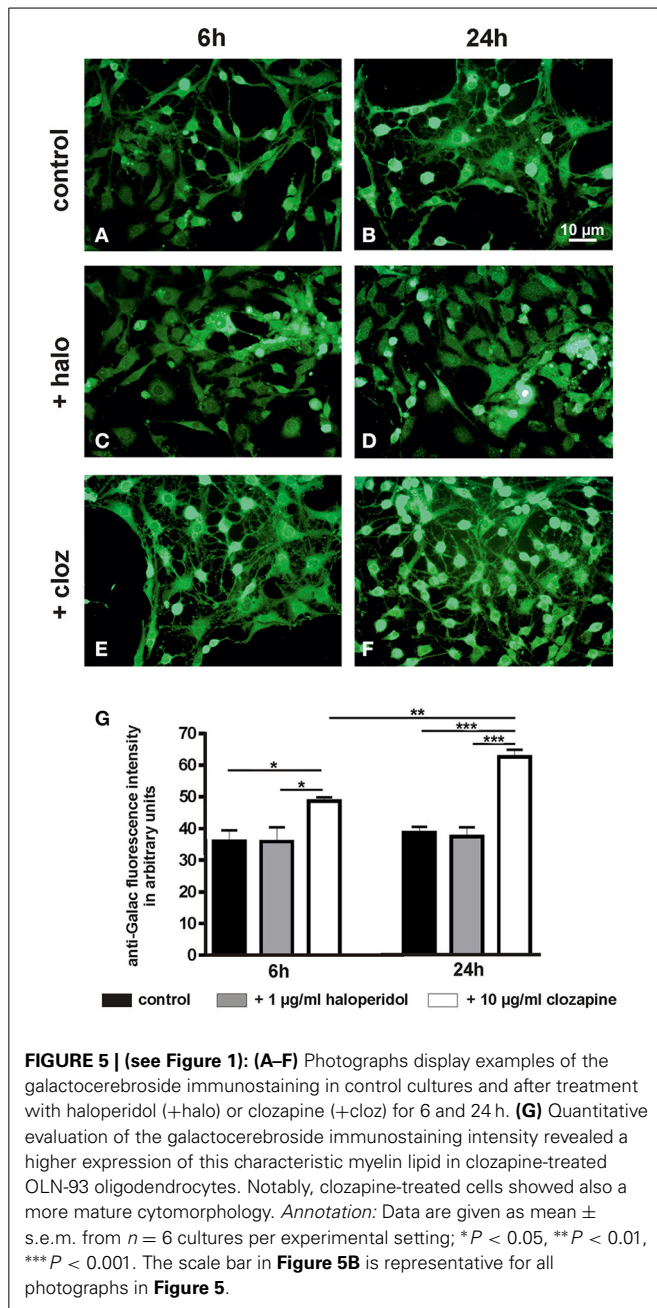 6h 24h
control
A B
10 µm
+ halo
C D
+ cloz
E F
G
** 
***
* ***
*
70
60
50
40
30
20
10
0
anti-Galac fluorescence intensity
in arbitrary units
6h 24h
control + 1 µg/ml haloperidol + 10 µg/ml clozapine
FIGURE 5 | (see Figure 1): (A–F) Photographs display examples of the
galactocerebroside immunostaining in control cultures and after treatment
with haloperidol (+halo) or clozapine (+cloz) for 6 and 24 h. (G) Quantitative
evaluation of the galactocerebroside immunostaining intensity revealed a
higher expression of this characteristic myelin lipid in clozapine-treated
OLN-93 oligodendrocytes. Notably, clozapine-treated cells showed also a
more mature cytomorphology. Annotation: Data are given as mean ±
s.e.m. from n = 6 cultures per experimental setting; *P < 0.05, **P < 0.01,
***P < 0.001. The scale bar in Figure 5B is representative for all
photographs in Figure 5.